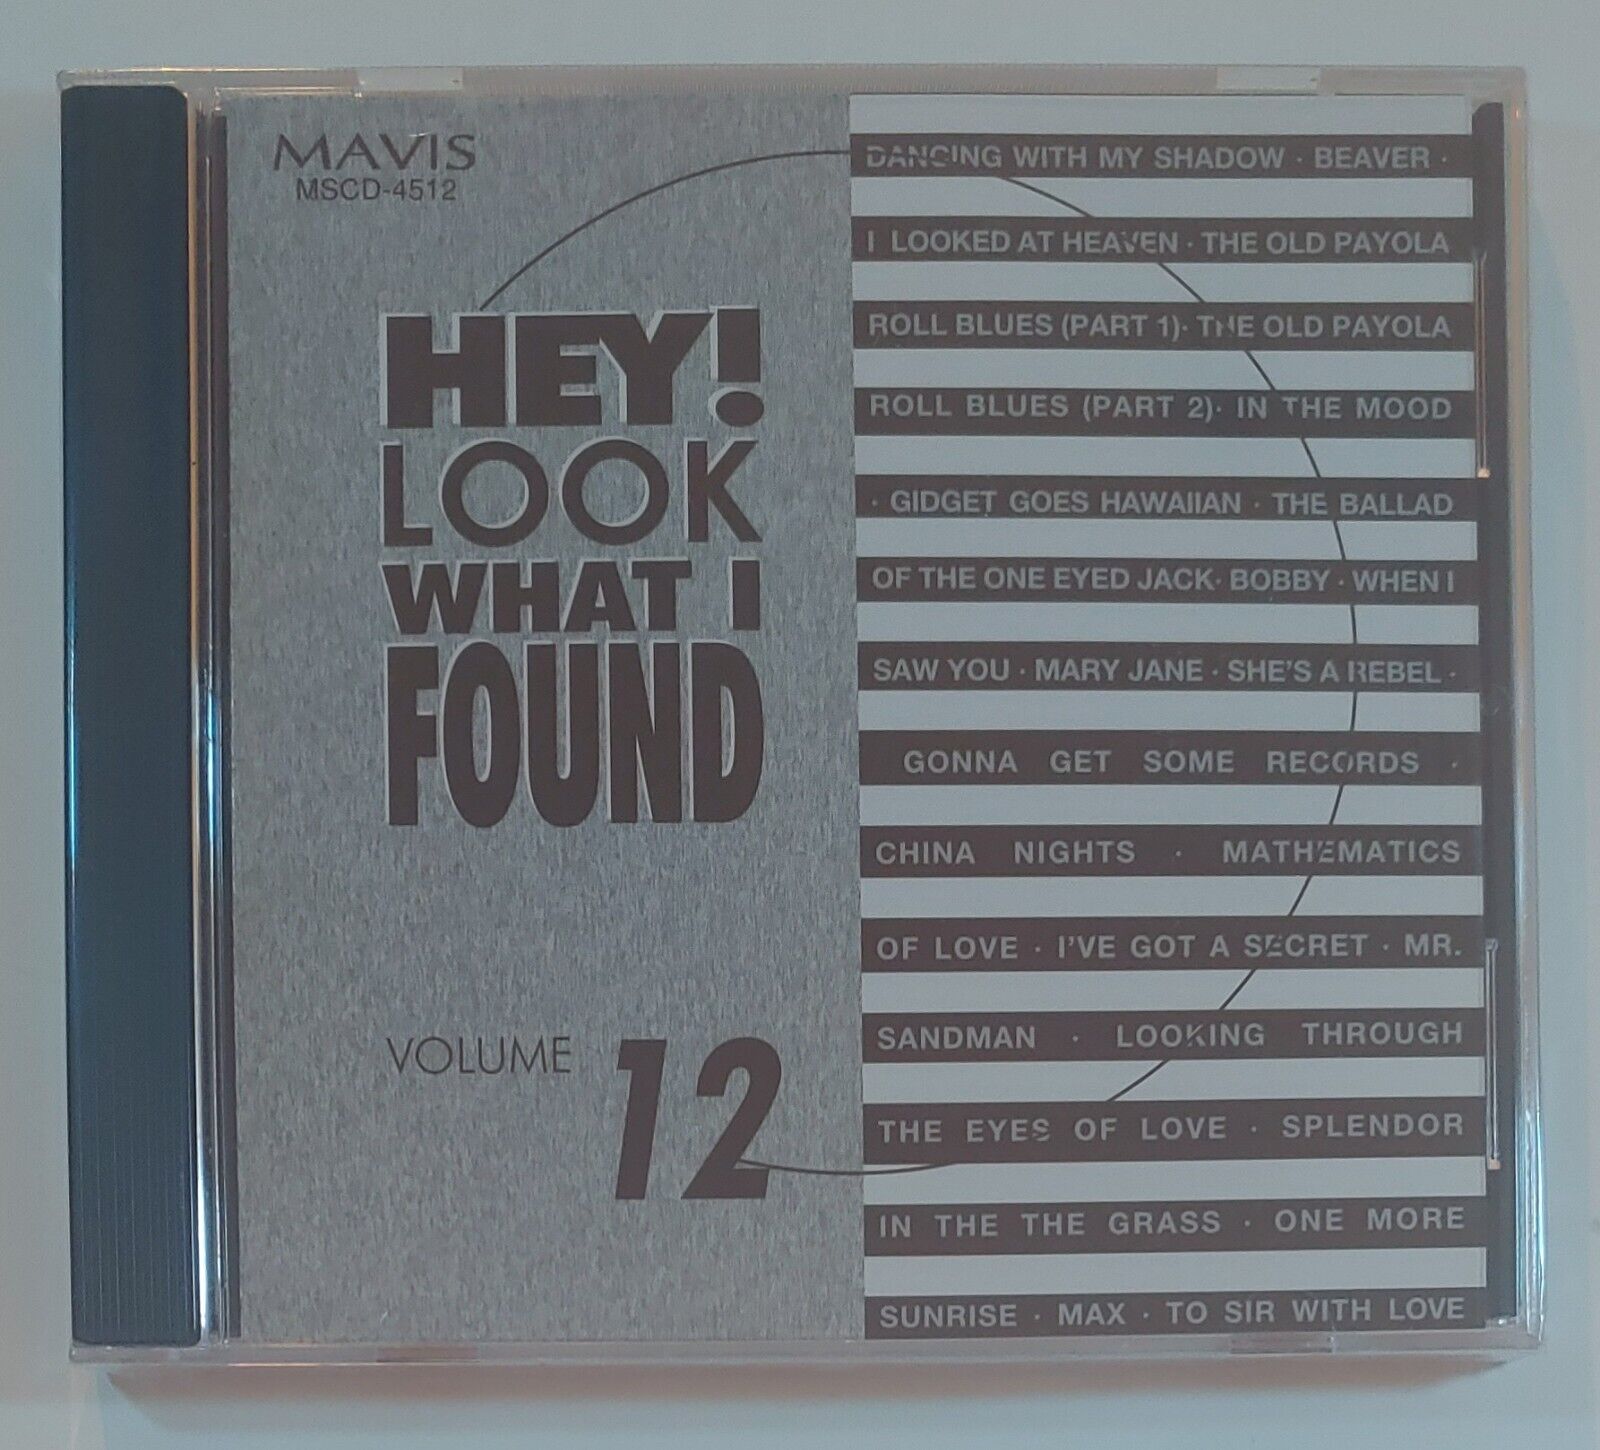 MAVIS
MSCD-4512
HEY!
LOOK
WHAT I
FOUND
VOLUME 12
DANCING WITH MY SHADOW · BEAVER ·
I LOOKED AT HEAVEN · THE OLD PAYOLA
ROLL BLUES (PART 1)· THE OLD PAYOLA
ROLL BLUES (PART 2)· IN THE MOOD
· GIDGET GOES HAWAIIAN · THE BALLAD
OF THE ONE EYED JACK· BOBBY · WHEN I
SAW YOU · MARY JANE · SHE'S A REBEL ·
GONNA GET SOME RECORDS ·
CHINA NIGHTS · MATHEMATICS
OF LOVE · I'VE GOT A SECRET · MR.
SANDMAN · LOOKING THROUGH
THE EYES OF LOVE · SPLENDOR
IN THE THE GRASS · ONE MORE
SUNRISE · MAX · TO SIR WITH LOVE